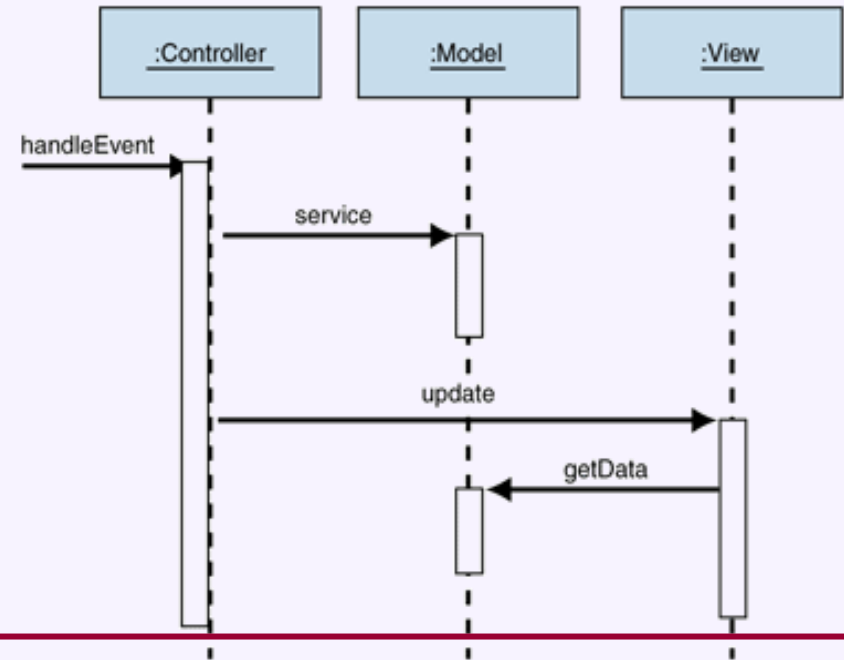 :Controller
:Model
:View
handleEvent
service
update
getData